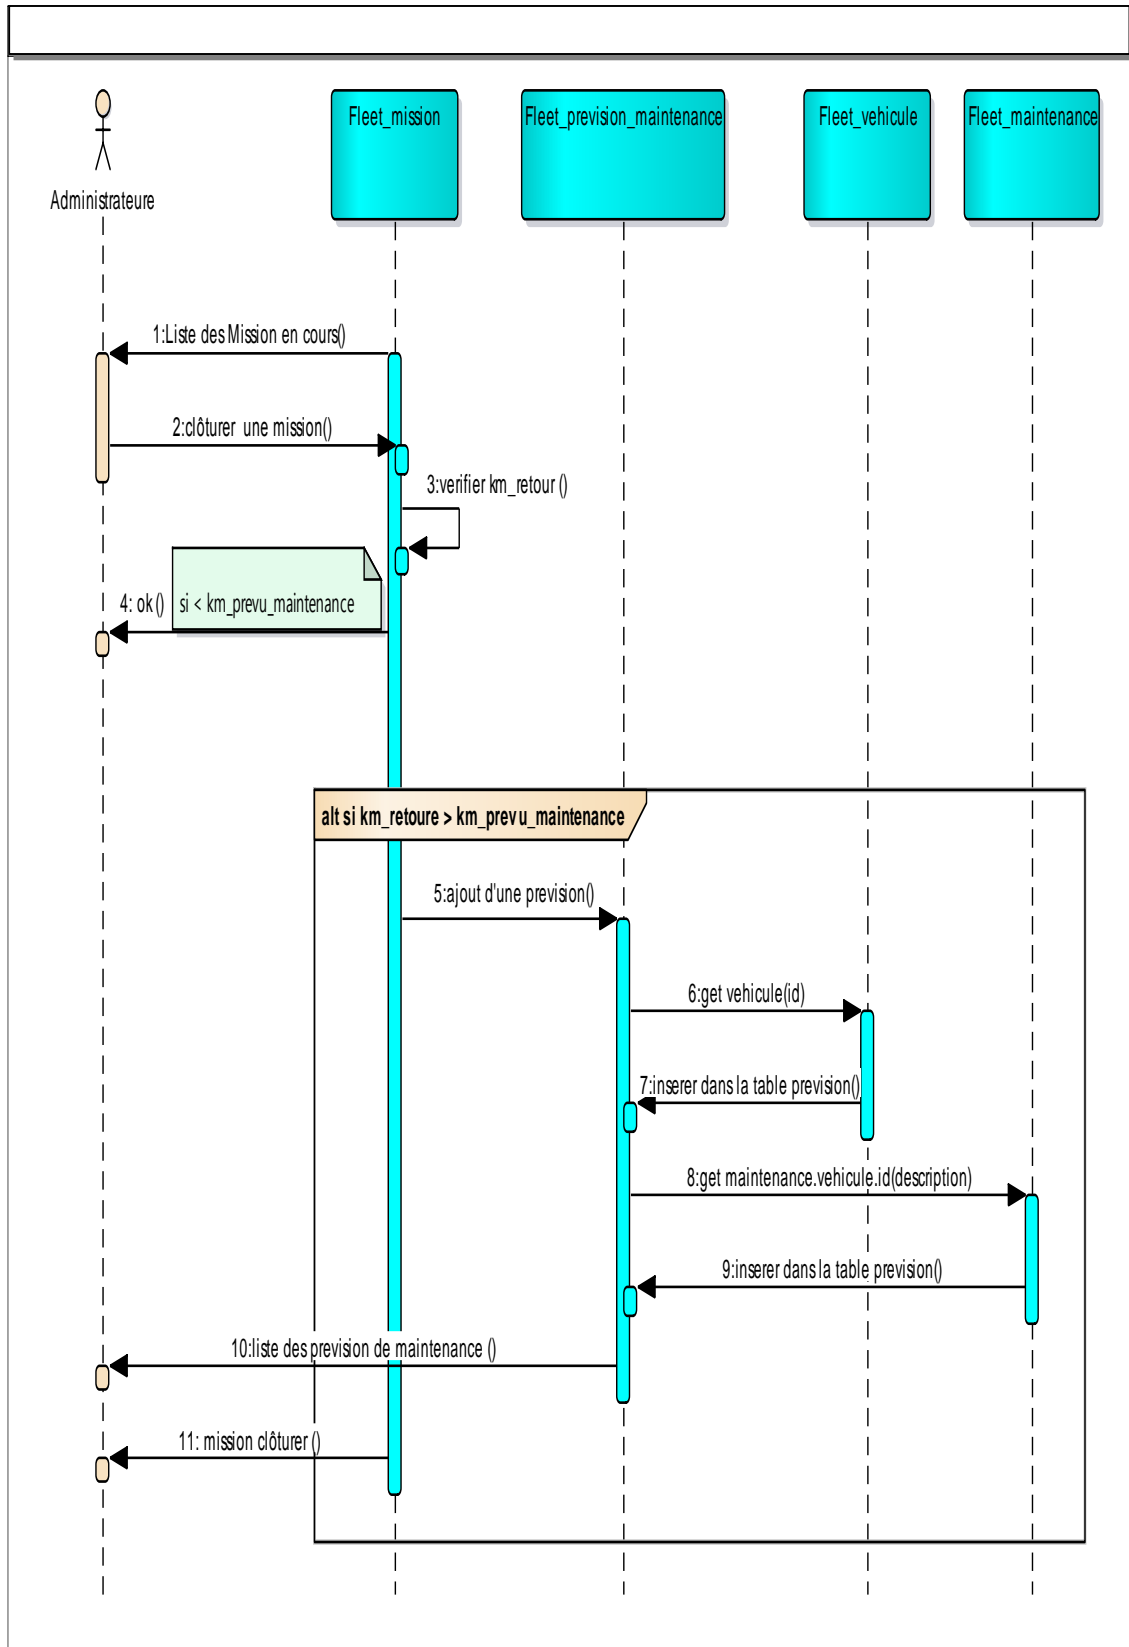 Fleet_mission
Fleet_prevision_maintenance
Fleet_vehicule
Fleet_maintenance
Administrateure
1:Liste des Mission en cours()
2:clôturer une mission()
3:verifier km_retour ()
4: ok ()
si < km_prevu_maintenance
alt si km_retoure > km_prevu_maintenance
5:ajout d'une prevision()
6:get vehicule(id)
7:inserer dans la table prevision()
8:get maintenance.vehicule.id(description)
9:inserer dans la table prevision()
10:liste des prevision de maintenance ()
11: mission clôturer ()